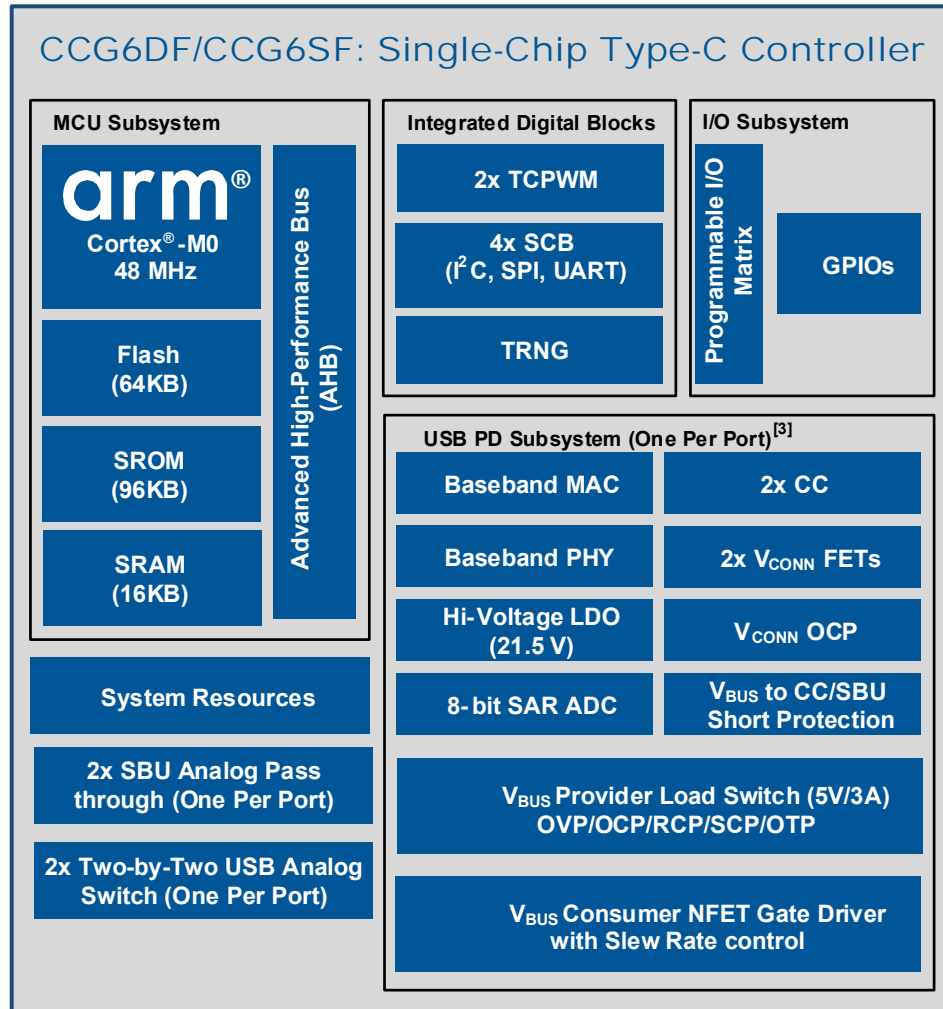 CCG6DF/CCG6SF: Single-Chip Type-C Controller
MCU Subsystem
arm®
Cortex®-M0
48 MHz
Flash
(64KB)
SROM
(96KB)
SRAM
(16KB)
Advanced High-Performance Bus
(AHB)
Integrated Digital Blocks
2x TCPWM
4x SCB
(I²C, SPI, UART)
TRNG
I/O Subsystem
Programmable I/O
Matrix
GPIOs
USB PD Subsystem (One Per Port)[3]
Baseband MAC
2x CC
Baseband PHY
2x VCONN FETs
Hi-Voltage LDO
(21.5 V)
VCONN OCP
8-bit SAR ADC
VBUS to CC/SBU
Short Protection
VBUS Provider Load Switch (5V/3A)
OVP/OCP/RCP/SCP/OTP
VBUS Consumer NFET Gate Driver
with Slew Rate control
System Resources
2x SBU Analog Pass
through (One Per Port)
2x Two-by-Two USB Analog
Switch (One Per Port)